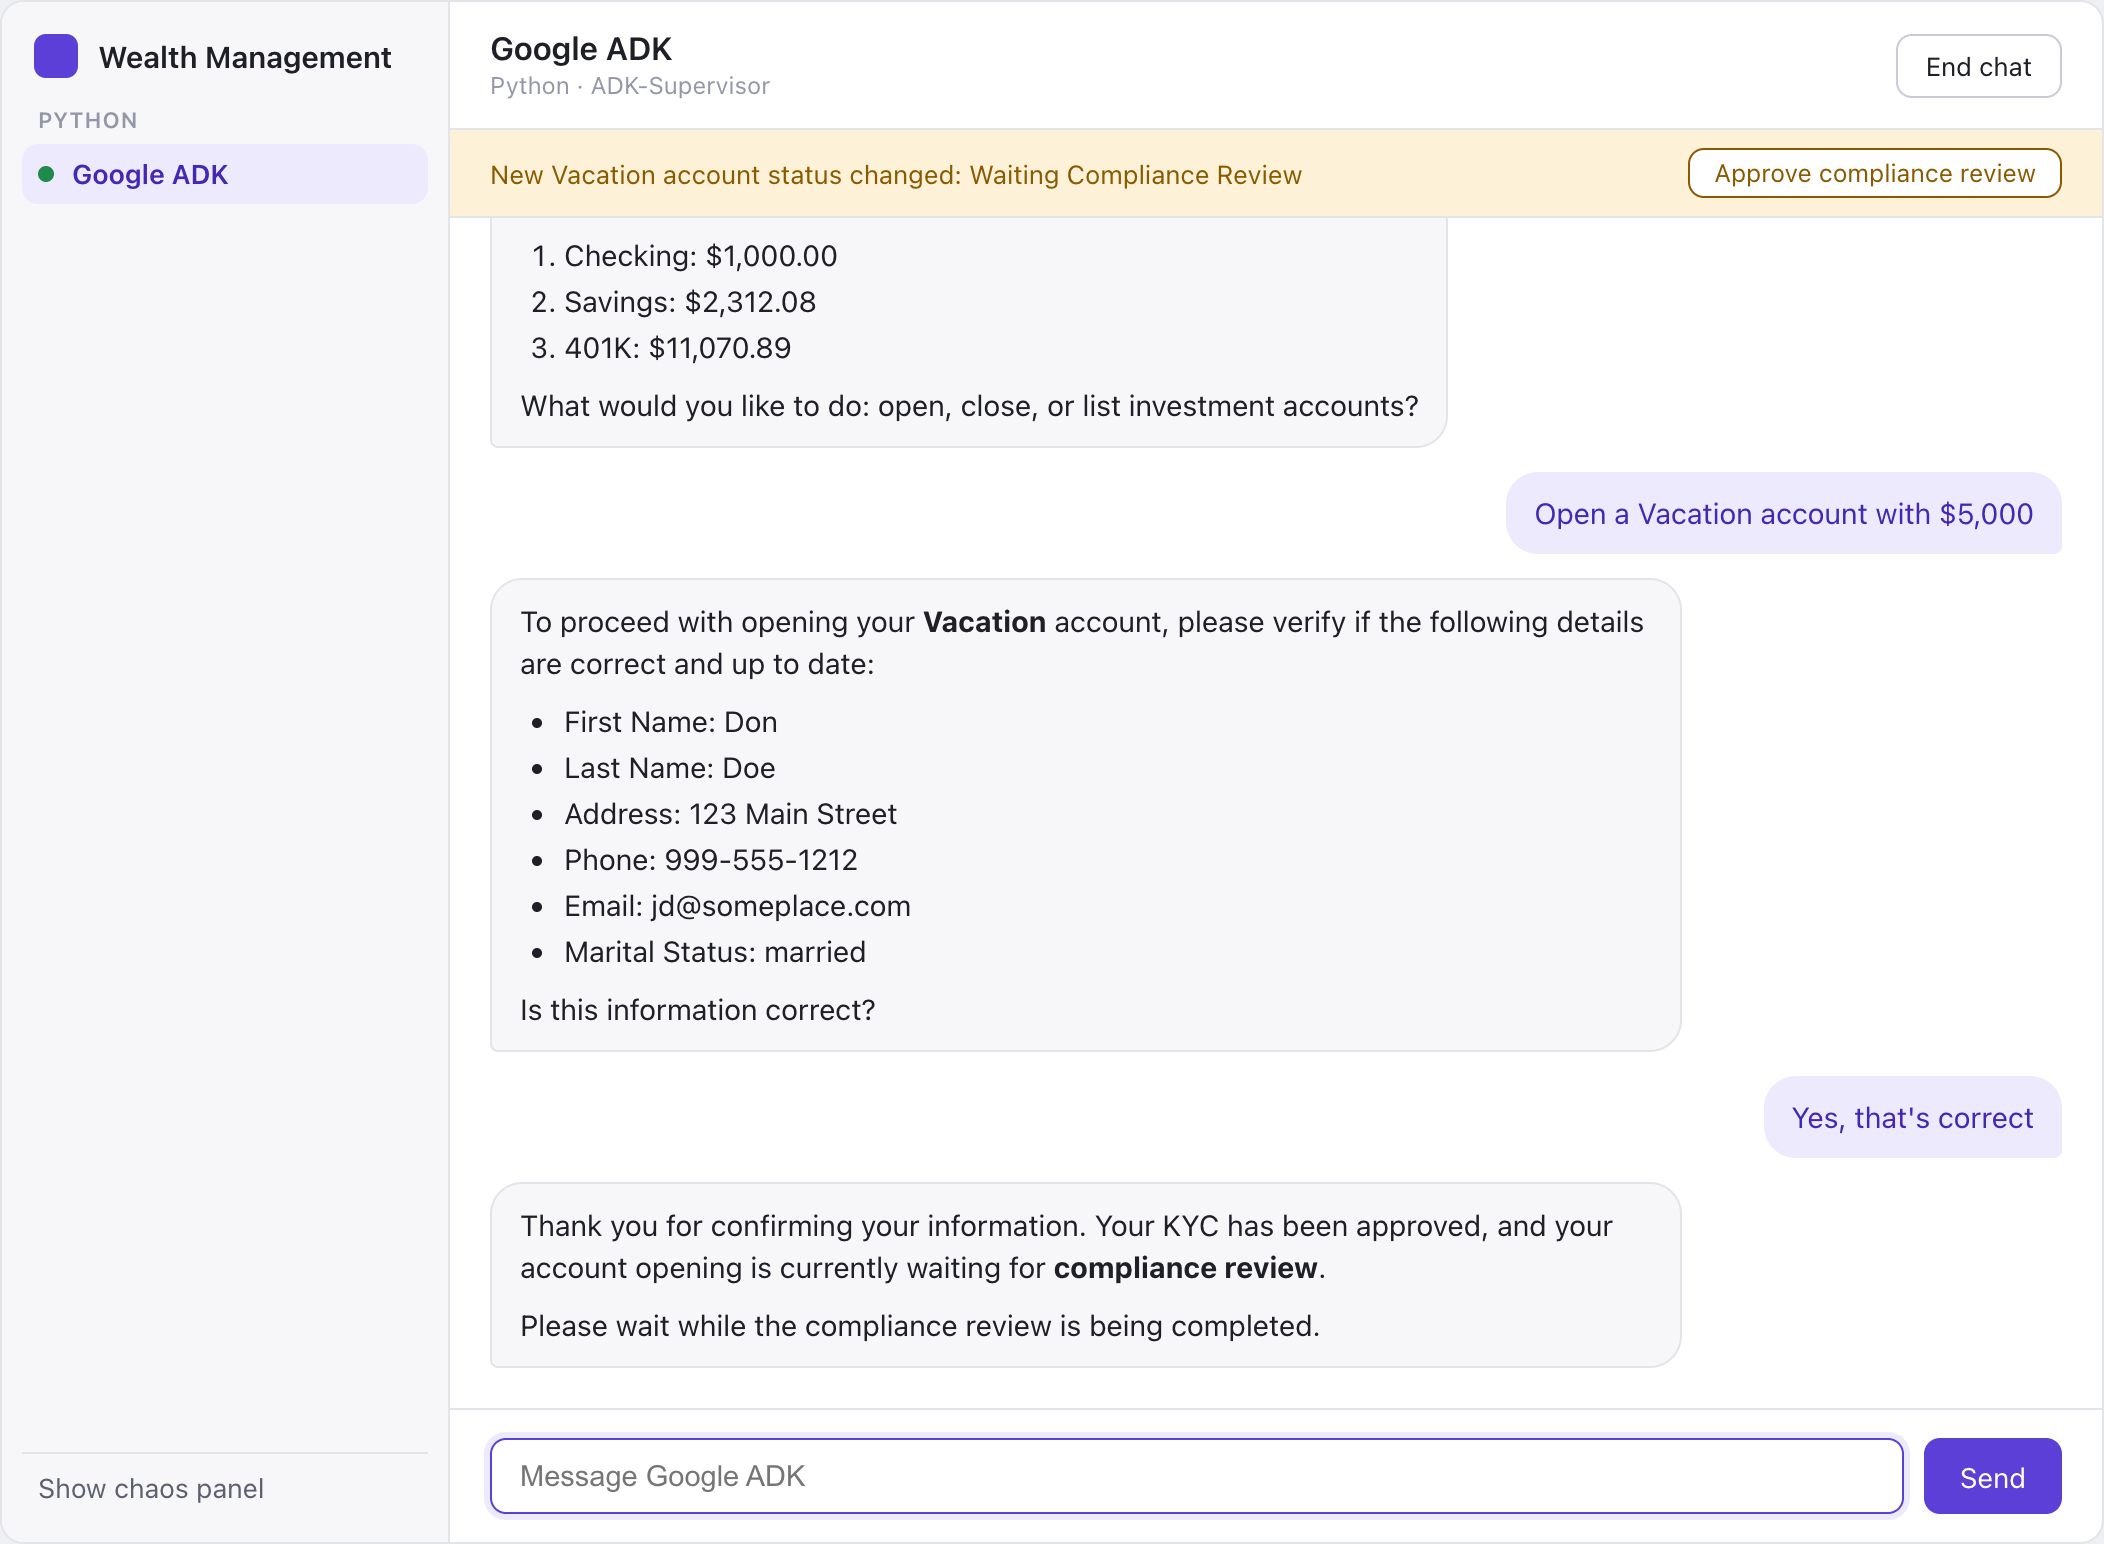 Wealth Management
PYTHON
Google ADK
Show chaos panel
Google ADK
Python · ADK-Supervisor
End chat
New Vacation account status changed: Waiting Compliance Review
Approve compliance review
1. Checking: $1,000.00
2. Savings: $2,312.08
3. 401K: $11,070.89
What would you like to do: open, close, or list investment accounts?
Open a Vacation account with $5,000
To proceed with opening your Vacation account, please verify if the following details
are correct and up to date:
• First Name: Don
• Last Name: Doe
• Address: 123 Main Street
• Phone: 999-555-1212
• Email: jd@someplace.com
• Marital Status: married
Is this information correct?
Yes, that's correct
Thank you for confirming your information. Your KYC has been approved, and your
account opening is currently waiting for compliance review.
Please wait while the compliance review is being completed.
Message Google ADK
Send